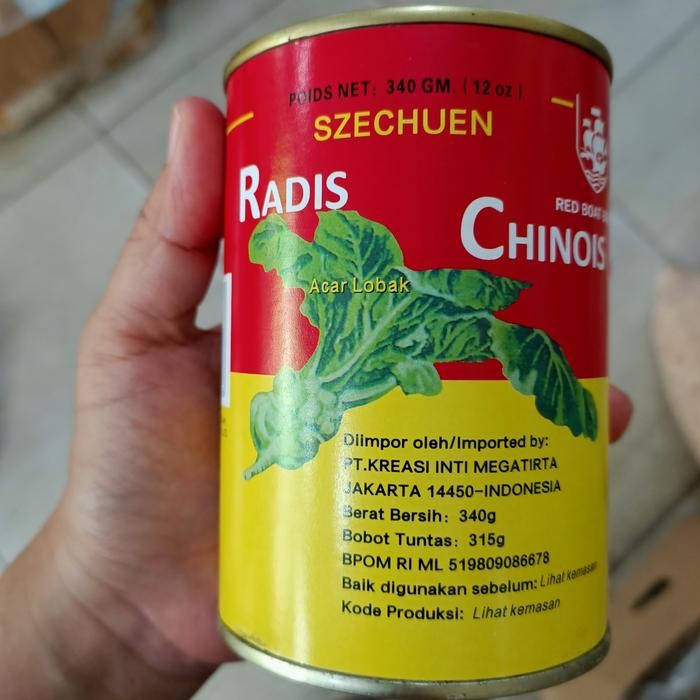 POIDS NET: 340 GM. (12 oz)
SZECHUEN
RADIS
RED BOAT
CHINOIS
Acar Lobak
Diimpor oleh/Imported by:
PT.KREASI INTI MEGATIRTA
JAKARTA 14450-INDONESIA
Berat Bersih: 340g
Bobot Tuntas: 315g
BPOM RI ML 519809086678
Baik digunakan sebelum: Lihat kemasan
Kode Produksi: Lihat kemasan